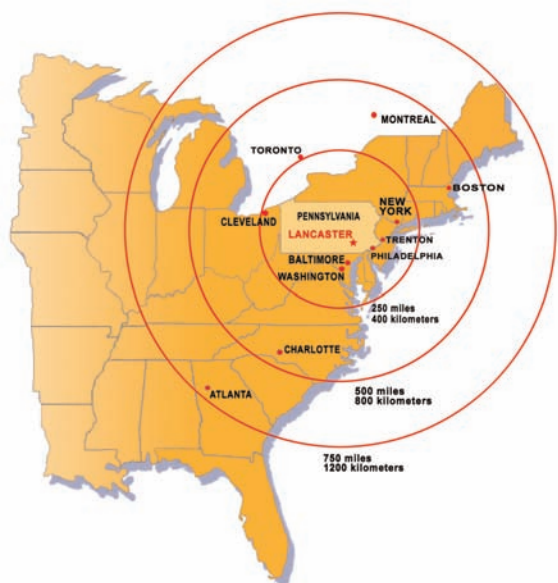 MONTREAL
TORONTO
BOSTON
CLEVELAND
PENNSYLVANIA
NEW
YORK
LANCASTER
TRENTON
PHILADELPHIA
BALTIMORE
WASHINGTON
250 miles
400 kilometers
CHARLOTTE
500 miles
800 kilometers
ATLANTA
750 miles
1200 kilometers